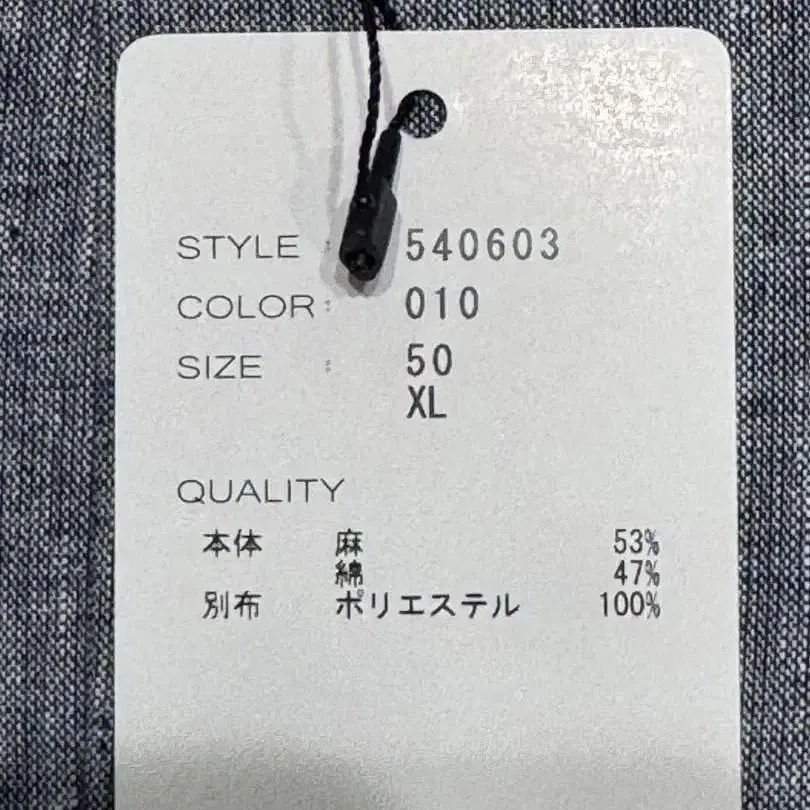 STYLE : 540603
COLOR : 010
SIZE : 50
XL
QUALITY
本体 麻 53%
綿 47%
別布 ポリエステル 100%